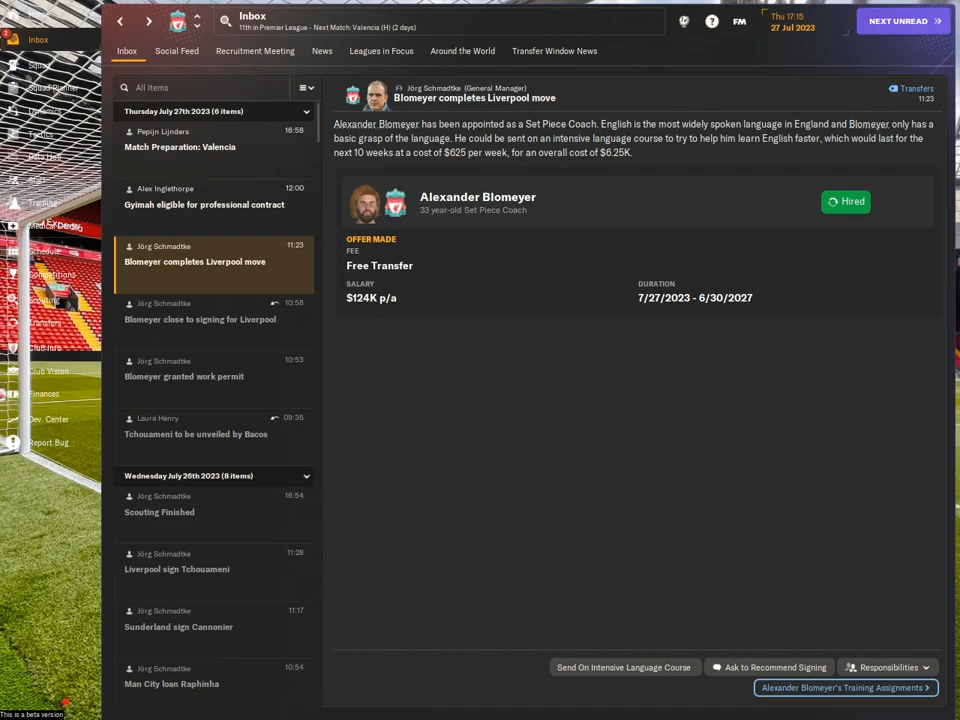 Inbox
11th in Premier League - Next Match: Valencia (H) (2 days)
FM
Thu 17:15
27 Jul 2023
NEXT UNREAD
Inbox
Social Feed
Recruitment Meeting
News
Leagues in Focus
Around the World
Transfer Window News
2
Home
Inbox
Squad
Squad Planner
Dynamics
Tactics
Data Hub
Staff
Training
Medical Centre
Schedule
Competitions
Scouting
Transfers
Club Info
Club Vision
Finances
Dev. Center
Report Bug
This is a beta version
All Items
Thursday July 27th 2023 (6 items)
Pepijn Lijnders
16:58
Match Preparation: Valencia
Alex Inglethorpe
12:00
Gyimah eligible for professional contract
Jörg Schmadtke
11:23
Blomeyer completes Liverpool move
Jörg Schmadtke
10:58
Blomeyer close to signing for Liverpool
Jörg Schmadtke
10:53
Blomeyer granted work permit
Laura Henry
09:35
Tchouameni to be unveiled by Bacos
Wednesday July 26th 2023 (8 items)
Jörg Schmadtke
16:54
Scouting Finished
Jörg Schmadtke
11:28
Liverpool sign Tchouameni
Jörg Schmadtke
11:17
Sunderland sign Cannonier
Jörg Schmadtke
10:54
Man City loan Raphinha
Jörg Schmadtke (General Manager)
Blomeyer completes Liverpool move
Transfers
11:23
Alexander Blomeyer has been appointed as a Set Piece Coach. English is the most widely spoken language in England and Blomeyer only has a
basic grasp of the language. He could be sent on an intensive language course to try to help him learn English faster, which would last for the
next 10 weeks at a cost of $625 per week, for an overall cost of $6.25K.
Alexander Blomeyer
33 year-old Set Piece Coach
Hired
OFFER MADE
FEE
Free Transfer
SALARY
$124K p/a
DURATION
7/27/2023 - 6/30/2027
Send On Intensive Language Course
Ask to Recommend Signing
Responsibilities
Alexander Blomeyer's Training Assignments >